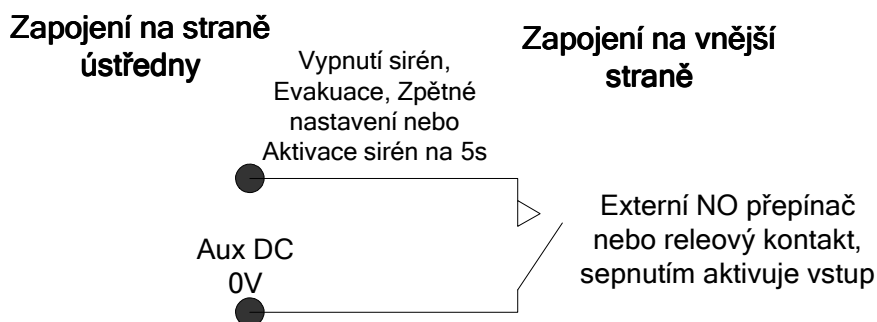 Zapojení na straně
ústředny
Vypnutí sirén,
Evakuace, Zpětné
nastavení nebo
Aktivace sirén na 5s
Zapojení na vnější
straně
Externí NO přepínač
nebo releový kontakt,
sepnutím aktivuje vstup
Aux DC
0V